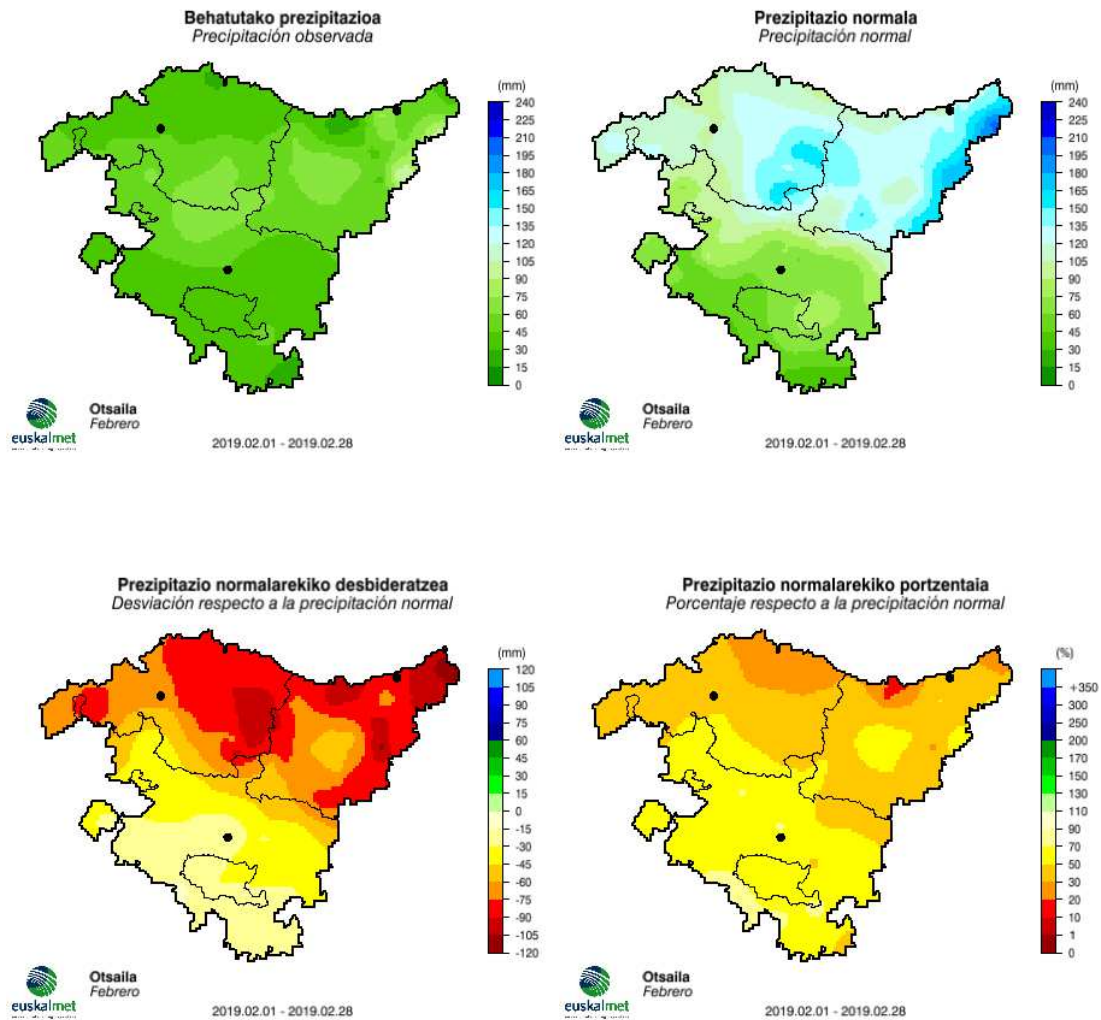 Behatutako prezipitazioa
Precipitación observada
(mm)
240
225
210
195
180
165
150
135
120
105
90
75
60
45
30
15
0
euskalmet
Otsaila
Febrero
2019.02.01 - 2019.02.28
Prezipitazio normala
Precipitación normal
(mm)
240
225
210
195
180
165
150
135
120
105
90
75
60
45
30
15
0
euskalmet
Otsaila
Febrero
2019.02.01 - 2019.02.28
Prezipitazio normalarekiko desbideratzea
Desviación respecto a la precipitación normal
(mm)
120
105
90
75
60
45
30
15
0
-15
-30
-45
-60
-75
-90
-105
-120
euskalmet
Otsaila
Febrero
2019.02.01 - 2019.02.28
Prezipitazio normalarekiko portzentaia
Porcentaje respecto a la precipitación normal
(%)
+350
300
250
200
170
150
130
110
90
70
50
30
20
10
1
0
euskalmet
Otsaila
Febrero
2019.02.01 - 2019.02.28